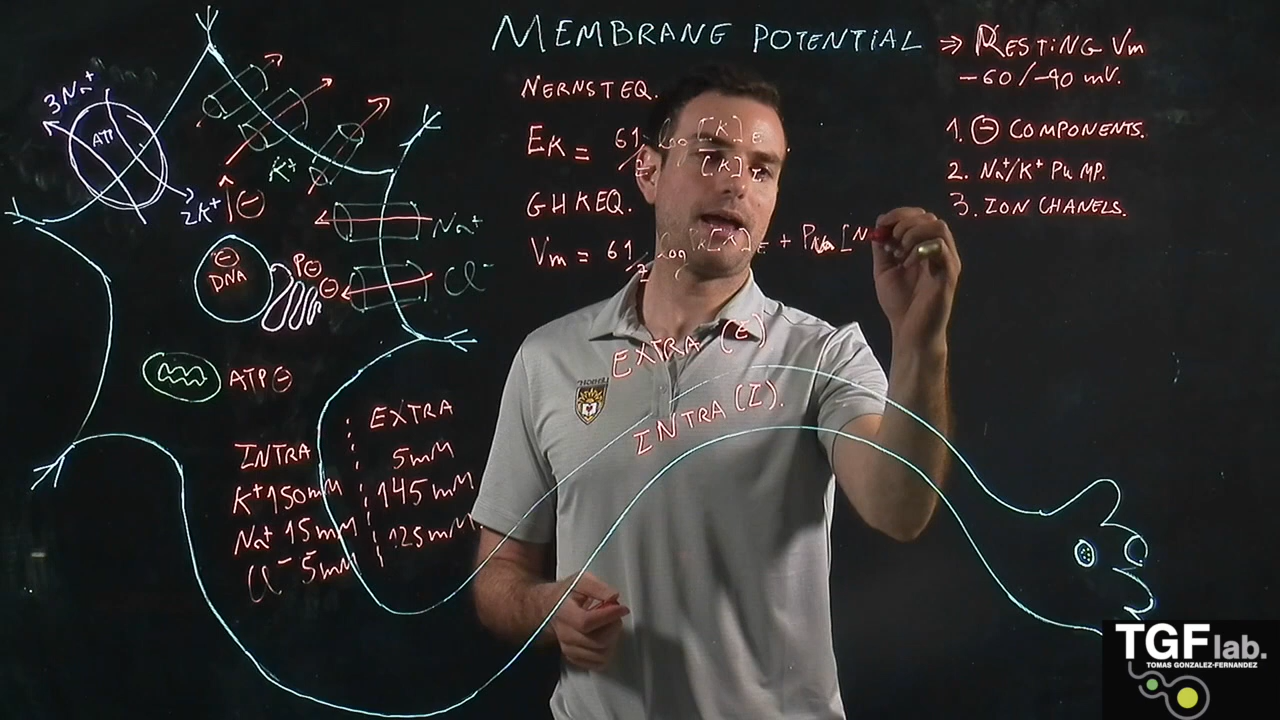 MEMBRANE POTENTIAL => RESTING Vm
-60/-90 mV.
NERNST EQ.
EK = 61/z log [K]E
[K]I
GHK EQ.
Vm = 61/z log [K]E + PNa [N
1. ⊖ COMPONENTS.
2. Na+/K+ PUMP.
3. ION CHANELS.
3Na+
ATP
2K+
⊖
K+
Na+
Cl-
⊖
DNA
P⊖
⊖
ATP ⊖
EXTRA (E)
INTRA (I).
INTRA EXTRA
K+ 150mM 5mM
Na+ 15mM 145mM
Cl- 5mM 125mM
TGF lab.
TOMAS GONZALEZ-FERNANDEZ